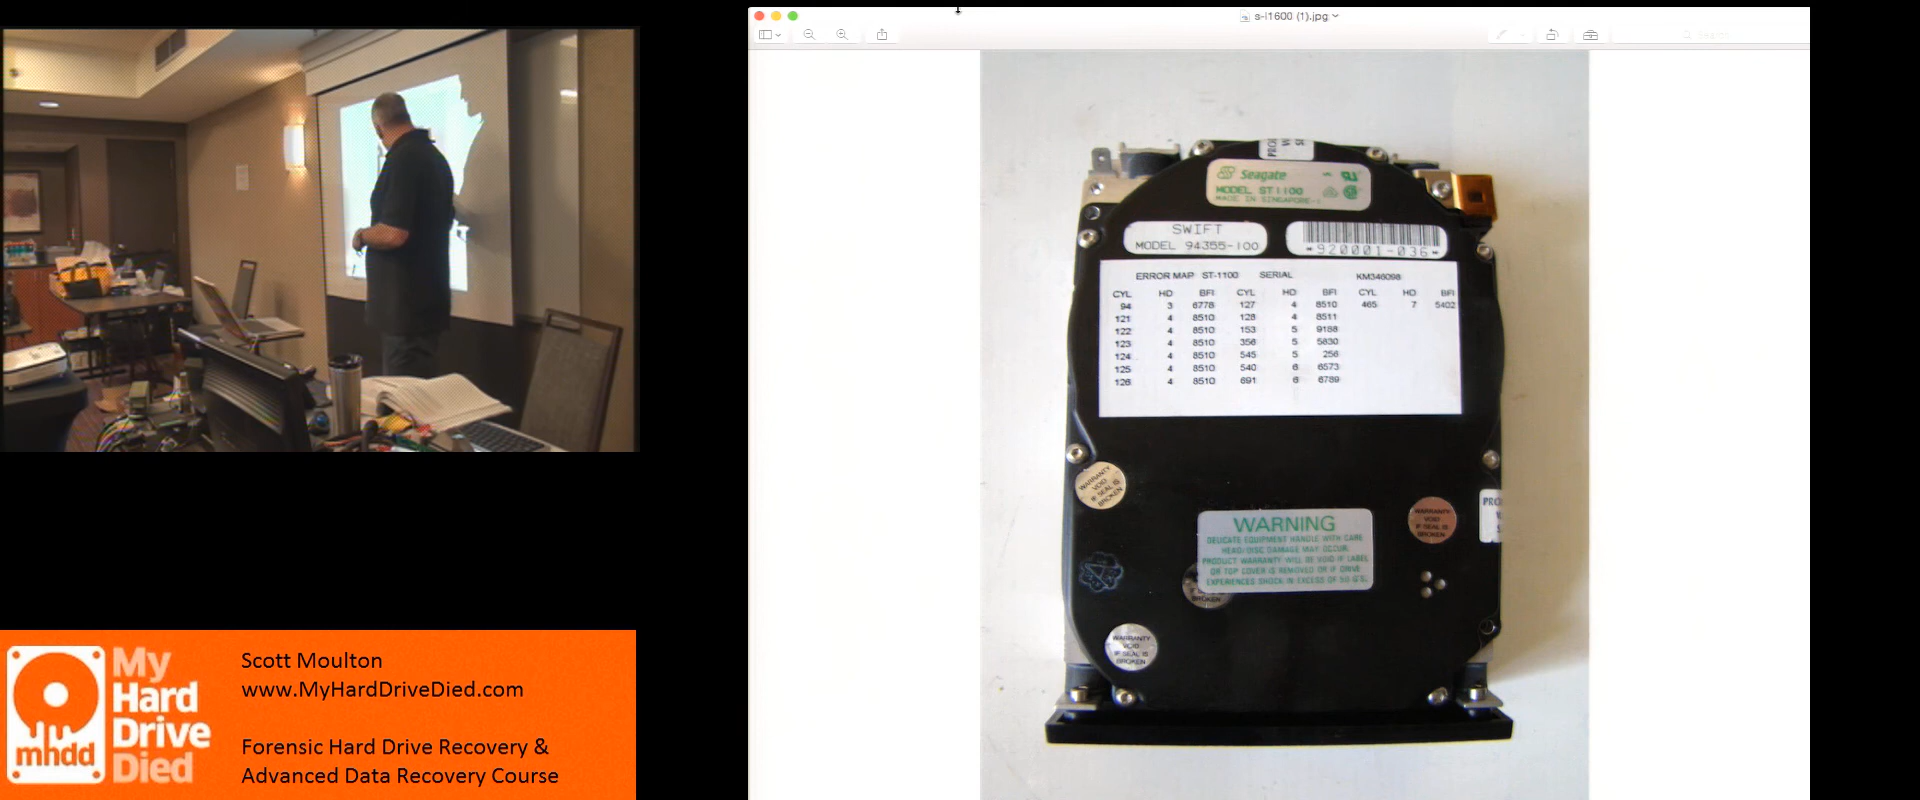 s-l1600 (1).jpg
Search
Seagate
MODEL ST1100
MADE IN SINGAPORE
SWIFT
MODEL 94355-100
*920001-036*
ERROR MAP ST-1100 SERIAL KM346098
CYL HD BFI CYL HD BFI CYL HD BFI
94 3 6778 127 4 8510 465 7 5402
121 4 8510 128 4 8511
122 4 8510 153 5 9188
123 4 8510 356 5 5830
124 4 8510 545 5 256
125 4 8510 540 6 6573
126 4 8510 691 6 6789
WARRANTY
VOID
IF SEAL IS
BROKEN
WARRANTY
VOID
IF SEAL IS
BROKEN
WARNING
DELICATE EQUIPMENT HANDLE WITH CARE
HEAD/DISC DAMAGE MAY OCCUR.
PRODUCT WARRANTY WILL BE VOID IF LABEL
OR TOP COVER IS REMOVED OR IF DRIVE
EXPERIENCES SHOCK IN EXCESS OF 50 G'S.
BROKEN
WARRANTY
VOID
IF SEAL IS
BROKEN
My
Hard
Drive
Died
mhdd
Scott Moulton
www.MyHardDriveDied.com
Forensic Hard Drive Recovery &
Advanced Data Recovery Course